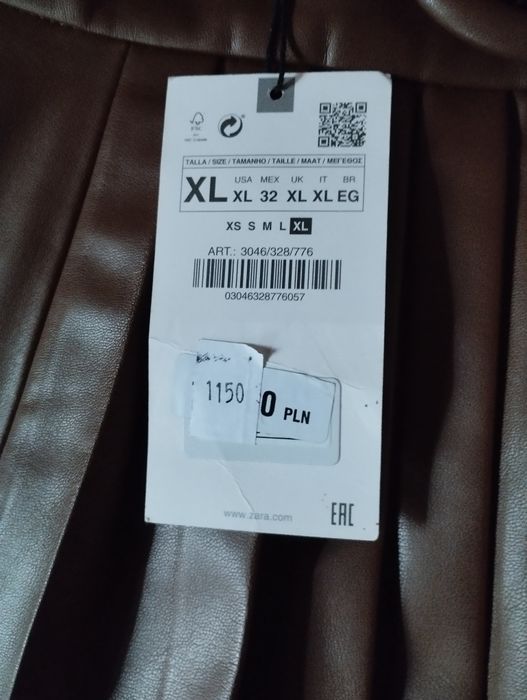 FSC
TALLA / SIZE / TAMANHO / TAILLE / MAAT / ΜΕΓΕΘΟΣ
XL
USA MEX UK IT BR
XL 32 XL XL EG
XS S M L XL
ART.: 3046/328/776
03046328776057
1150
0 PLN
www.zara.com
EAC